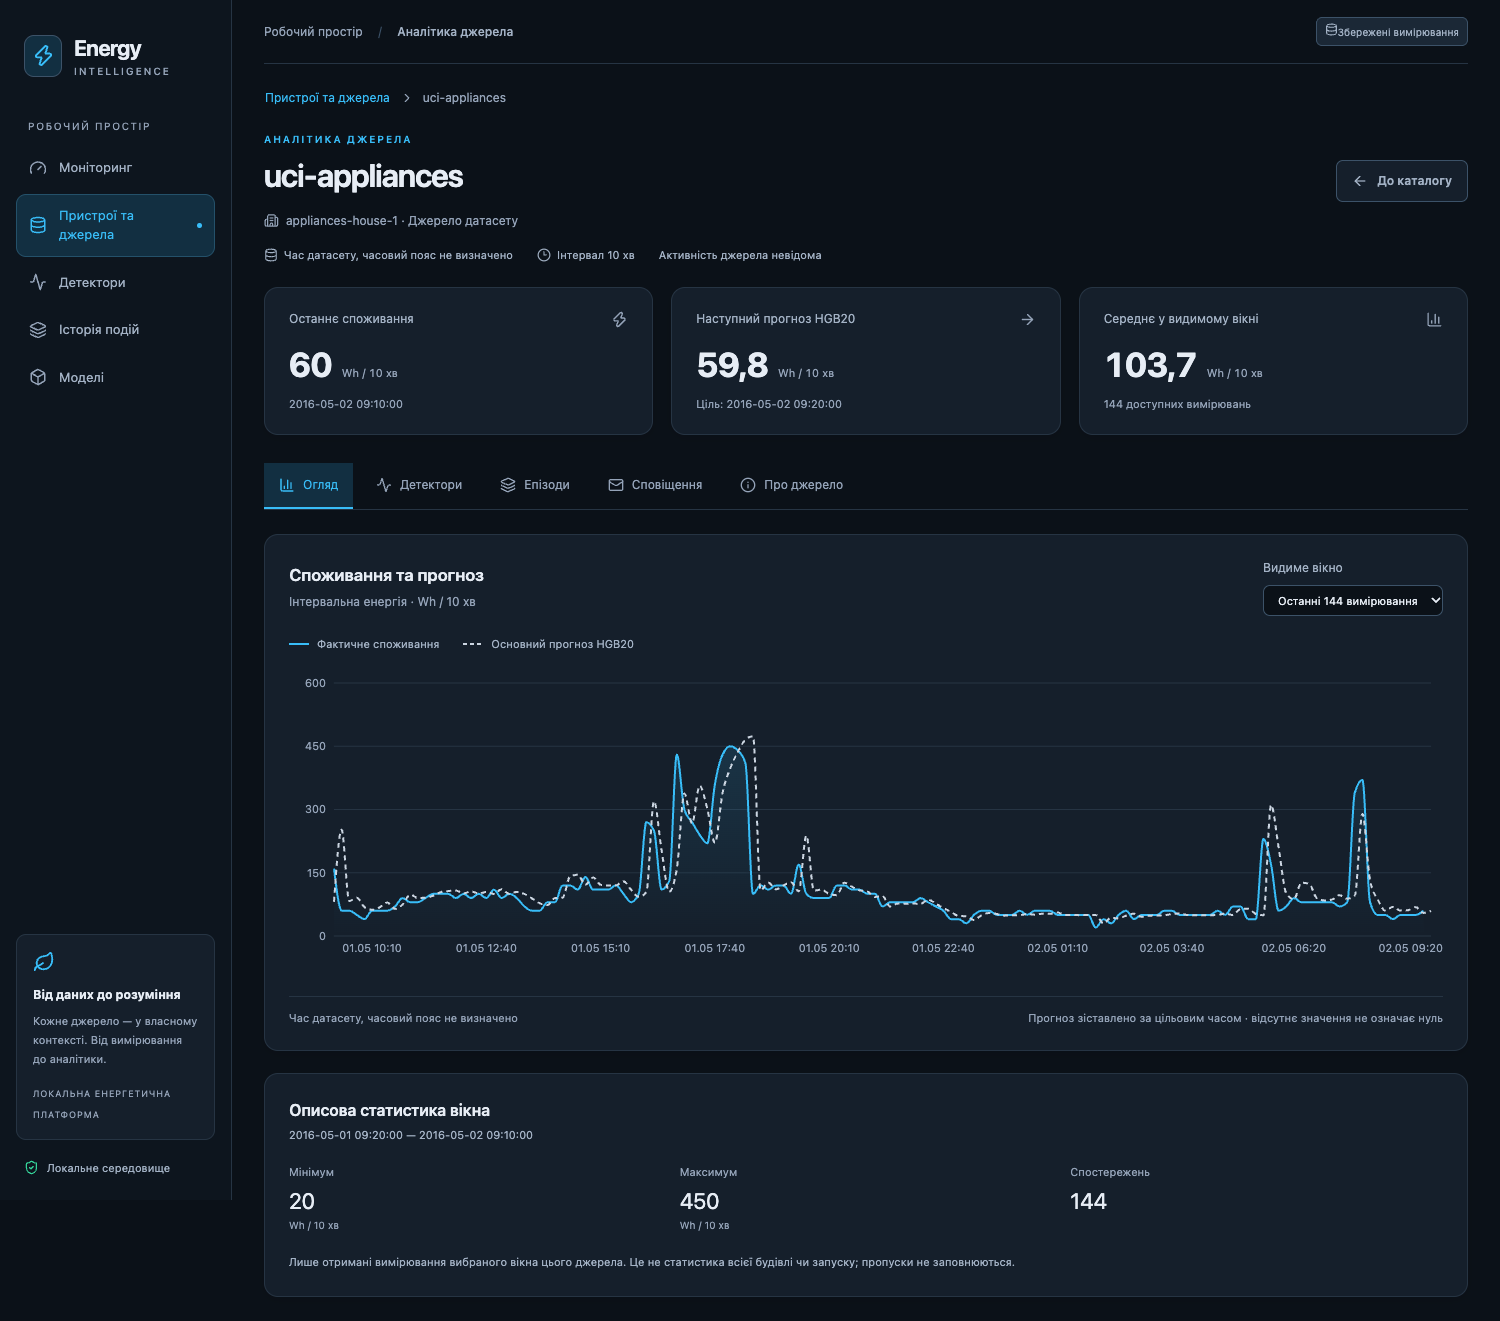 Energy
INTELLIGENCE
РОБОЧИЙ ПРОСТІР
Моніторинг
Пристрої та
джерела
Детектори
Історія подій
Моделі
Від даних до розуміння
Кожне джерело — у власному
контексті. Від вимірювання
до аналітики.
ЛОКАЛЬНА ЕНЕРГЕТИЧНА
ПЛАТФОРМА
Локальне середовище
Робочий простір / Аналітика джерела
Збережені вимірювання
Пристрої та джерела > uci-appliances
АНАЛІТИКА ДЖЕРЕЛА
uci-appliances
До каталогу
appliances-house-1 · Джерело датасету
Час датасету, часовий пояс не визначено
Інтервал 10 хв
Активність джерела невідома
Останнє споживання
60 Wh / 10 хв
2016-05-02 09:10:00
Наступний прогноз HGB20
59,8 Wh / 10 хв
Ціль: 2016-05-02 09:20:00
Середнє у видимому вікні
103,7 Wh / 10 хв
144 доступних вимірювань
Огляд
Детектори
Епізоди
Сповіщення
Про джерело
Споживання та прогноз
Інтервальна енергія · Wh / 10 хв
Видиме вікно
Останні 144 вимірювання
Фактичне споживання
Основний прогноз HGB20
600
450
300
150
0
01.05 10:10
01.05 12:40
01.05 15:10
01.05 17:40
01.05 20:10
01.05 22:40
02.05 01:10
02.05 03:40
02.05 06:20
02.05 09:20
Час датасету, часовий пояс не визначено
Прогноз зіставлено за цільовим часом · відсутнє значення не означає нуль
Описова статистика вікна
2016-05-01 09:20:00 — 2016-05-02 09:10:00
Мінімум
20
Wh / 10 хв
Максимум
450
Wh / 10 хв
Спостережень
144
Лише отримані вимірювання вибраного вікна цього джерела. Це не статистика всієї будівлі чи запуску; пропуски не заповнюються.